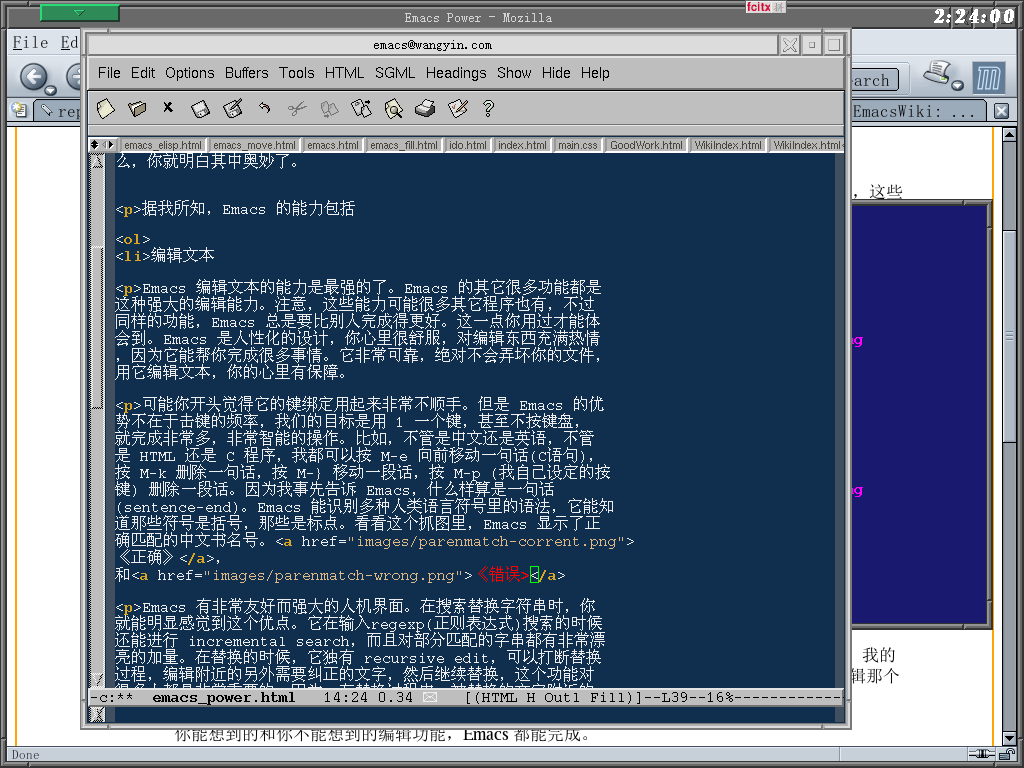 fcitx 拼
Emacs Power - Mozilla
2:24:00
File Ed
emacs@wangyin.com
File Edit Options Buffers Tools HTML SGML Headings Show Hide Help
arch
rep
EmacsWiki: ...
emacs_elisp.html emacs_move.html emacs.html emacs_fill.html ido.html index.html main.css GoodWork.html WikiIndex.html WikiIndex.html
么，你就明白其中奥妙了。
，这些
<p>据我所知，Emacs 的能力包括
<ol>
<li>编辑文本
<p>Emacs 编辑文本的能力是最强的了。Emacs 的其它很多功能都是
这种强大的编辑能力。注意，这些能力可能很多其它程序也有，不过
同样的功能，Emacs 总是要比别人完成得更好。这一点你用过才能体
会到。Emacs 是人性化的设计，你心里很舒服，对编辑东西充满热情
，因为它能帮你完成很多事情。它非常可靠，绝对不会弄坏你的文件，
用它编辑文本，你的心里有保障。
<p>可能你开头觉得它的键绑定用起来非常不顺手。但是 Emacs 的优
势不在于击键的频率，我们的目标是用 1 一个键，甚至不按键盘，
就完成非常多，非常智能的操作。比如，不管是中文还是英语，不管
是 HTML 还是 C 程序，我都可以按 M-e 向前移动一句话(C语句)，
按 M-k 删除一句话，按 M-} 移动一段话，按 M-p (我自己设定的按
键) 删除一段话。因为我事先告诉 Emacs，什么样算是一句话
(sentence-end)。Emacs 能识别多种人类语言符号里的语法，它能知
道那些符号是括号，那些是标点。看看这个抓图里，Emacs 显示了正
确匹配的中文书名号。<a href="images/parenmatch-corrent.png">
《正确》</a>，
和<a href="images/parenmatch-wrong.png">《错误></a>
<p>Emacs 有非常友好而强大的人机界面。在搜索替换字符串时，你
就能明显感觉到这个优点。它在输入regexp(正则表达式)搜索的时候
还能进行 incremental search，而且对部分匹配的字串都有非常漂
亮的加量。在替换的时候，它独有 recursive edit，可以打断替换
过程，编辑附近的另外需要纠正的文字，然后继续替换，这个功能对
ng
ng
我的
辑那个
-c:** emacs_power.html 14:24 0.34 [(HTML H Outl Fill)]--L39--16%------------
你能想到的和你不能想到的编辑功能，Emacs 都能完成。
Done